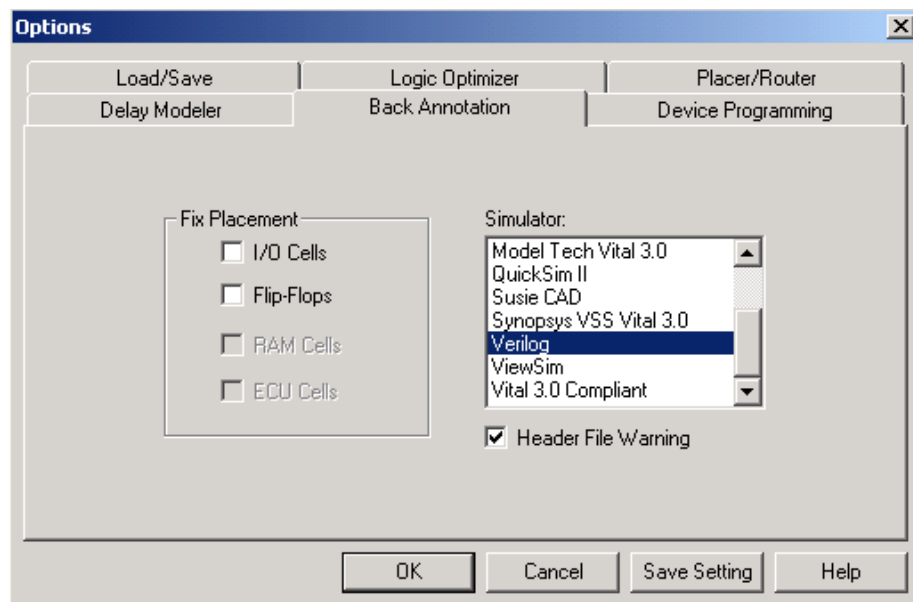 Options
Load/Save
Logic Optimizer
Placer/Router
Delay Modeler
Back Annotation
Device Programming
Fix Placement
I/O Cells
Flip-Flops
RAM Cells
ECU Cells
Simulator:
Model Tech Vital 3.0
QuickSim II
Susie CAD
Synopsys VSS Vital 3.0
Verilog
ViewSim
Vital 3.0 Compliant
Header File Warning
OK
Cancel
Save Setting
Help